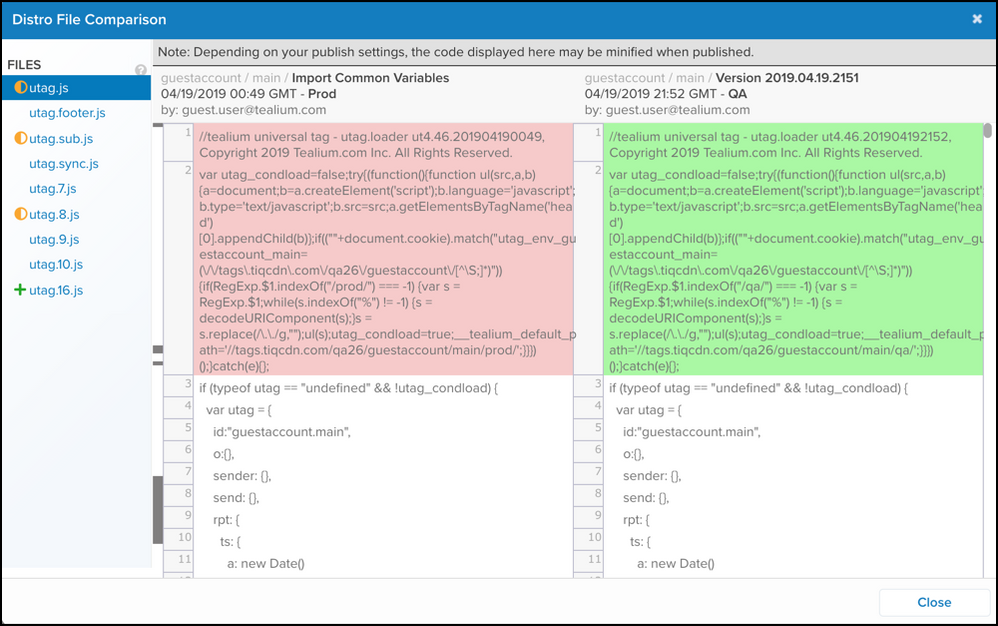 Distro File Comparison
Note: Depending on your publish settings, the code displayed here may be minified when published.
FILES
utag.js
utag.footer.js
utag.sub.js
utag.sync.js
utag.7.js
utag.8.js
utag.9.js
utag.10.js
utag.16.js
guestaccount / main / Import Common Variables
04/19/2019 00:49 GMT - Prod
by: guest.user@tealium.com
1 //tealium universal tag - utag.loader ut4.46.201904190049,
Copyright 2019 Tealium.com Inc. All Rights Reserved.
2 var utag_condload=false;try{(function(){function ul(src,a,b)
{a=document;b=a.createElement('script');b.language='javascript';
b.type='text/javascript';b.src=src;a.getElementsByTagName('hea
d')
[0].appendChild(b)};if((""+document.cookie).match("utag_env_gu
estaccount_main=
(\/\/tags\.tiqcdn\.com\/qa26\/guestaccount\/[^\S;]*)"))
{if(RegExp.$1.indexOf("/prod/") === -1) {var s =
RegExp.$1;while(s.indexOf("%") != -1) {s =
decodeURIComponent(s);}s =
s.replace(/\.\./g,"");ul(s);utag_condload=true;__tealium_default_p
ath='//tags.tiqcdn.com/qa26/guestaccount/main/prod/';}}})
();}catch(e){};
3 if (typeof utag == "undefined" && !utag_condload) {
4 var utag = {
5 id:"guestaccount.main",
6 o:{},
7 sender: {},
8 send: {},
9 rpt: {
10 ts: {
11 a: new Date()
guestaccount / main / Version 2019.04.19.2151
04/19/2019 21:52 GMT - QA
by: guest.user@tealium.com
1 //tealium universal tag - utag.loader ut4.46.201904192152,
Copyright 2019 Tealium.com Inc. All Rights Reserved.
2 var utag_condload=false;try{(function(){function ul(src,a,b)
{a=document;b=a.createElement('script');b.language='javascript';
b.type='text/javascript';b.src=src;a.getElementsByTagName('hea
d')
[0].appendChild(b)};if((""+document.cookie).match("utag_env_gu
estaccount_main=
(\/\/tags\.tiqcdn\.com\/qa26\/guestaccount\/[^\S;]*)"))
{if(RegExp.$1.indexOf("/qa/") === -1) {var s =
RegExp.$1;while(s.indexOf("%") != -1) {s =
decodeURIComponent(s);}s =
s.replace(/\.\./g,"");ul(s);utag_condload=true;__tealium_default_p
ath='//tags.tiqcdn.com/qa26/guestaccount/main/qa/';}}})
();}catch(e){};
3 if (typeof utag == "undefined" && !utag_condload) {
4 var utag = {
5 id:"guestaccount.main",
6 o:{},
7 sender: {},
8 send: {},
9 rpt: {
10 ts: {
11 a: new Date()
Close